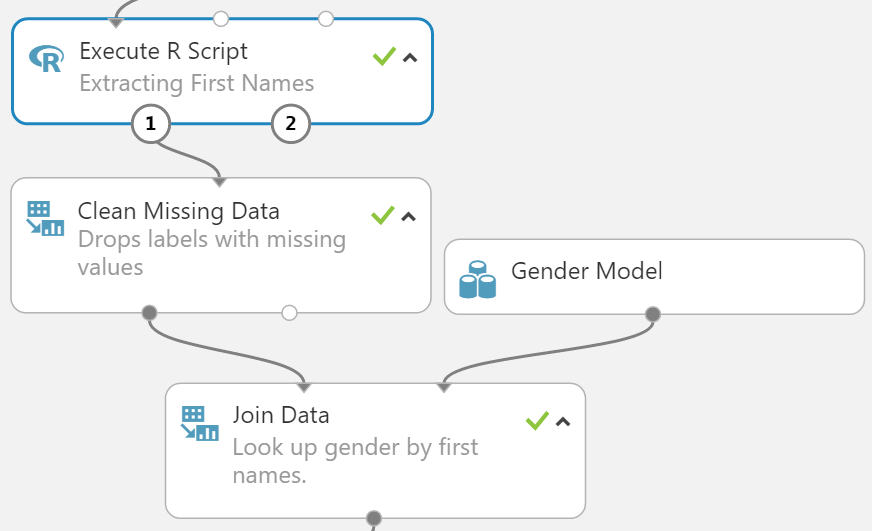 Execute R Script
Extracting First Names
1
2
Clean Missing Data
Drops labels with missing
values
Gender Model
Join Data
Look up gender by first
names.